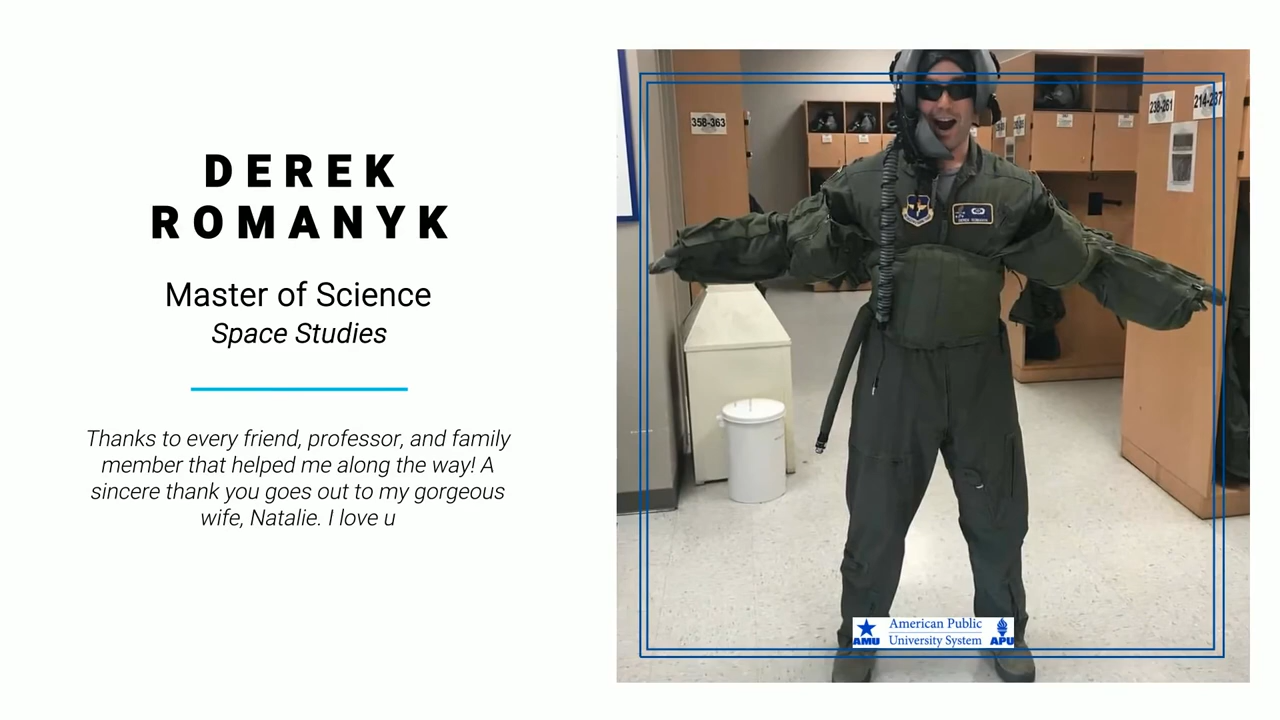 DEREK
ROMANYK
Master of Science
Space Studies
Thanks to every friend, professor, and family
member that helped me along the way! A
sincere thank you goes out to my gorgeous
wife, Natalie. I love u
358-363
238-261
214-237
American Public
University System
AMU
APU